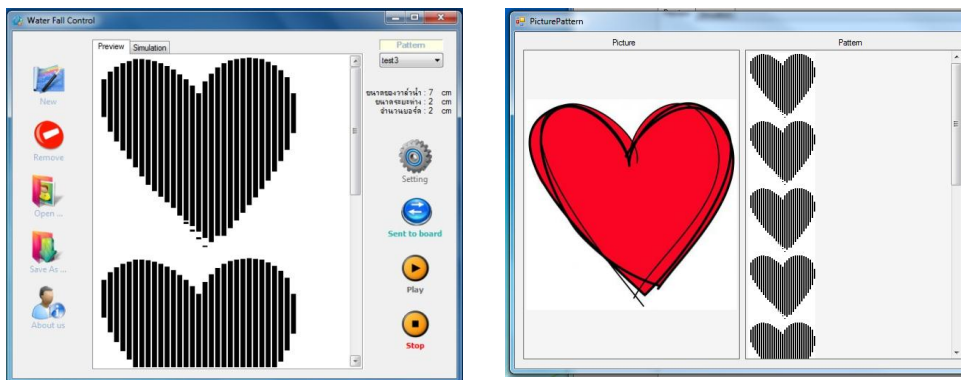 Water Fall Control
Preview
Simulation
Pattern
test3
ขนาดของวาล์วน้ำ : 7 cm
ขนาดระยะห่าง : 2 cm
จำนวนบอร์ด : 2 cm
New
Remove
Open ...
Save As ...
About us
Setting
Sent to board
Play
Stop
PicturePattern
Picture
Pattern